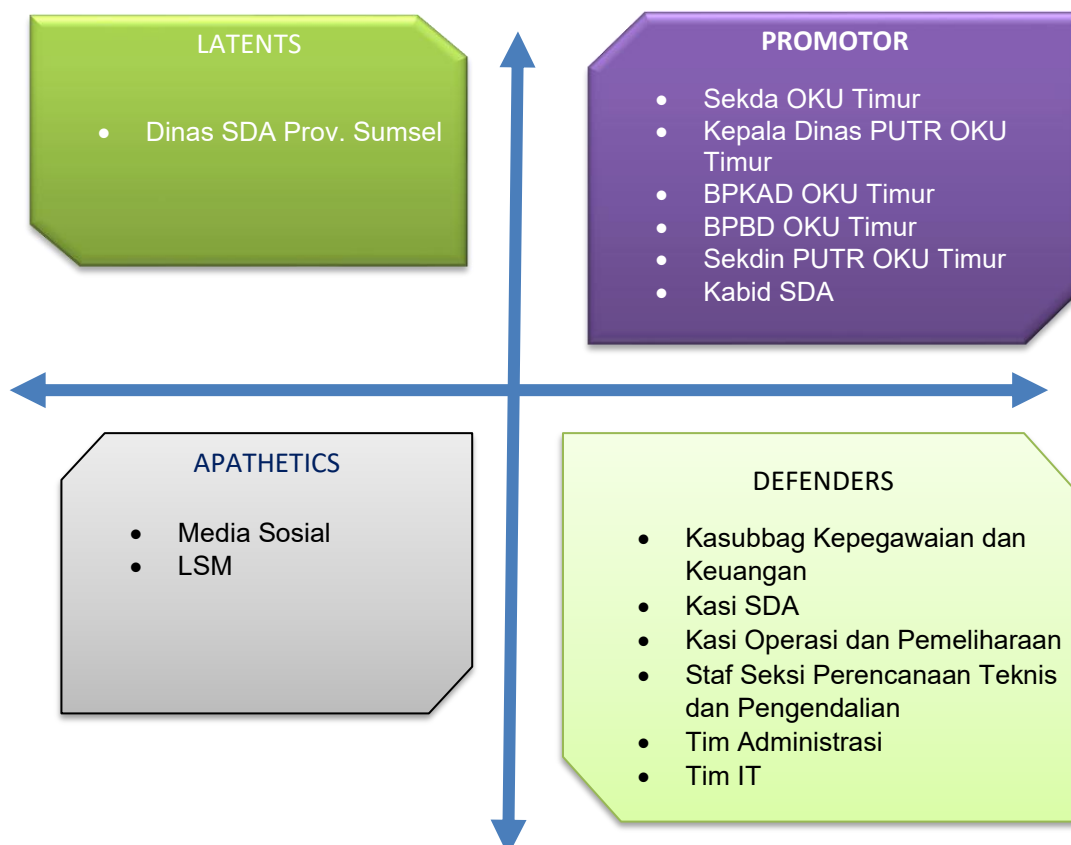 LATENTS
• Dinas SDA Prov. Sumsel
PROMOTOR
• Sekda OKU Timur
• Kepala Dinas PUTR OKU
Timur
• BPKAD OKU Timur
• BPBD OKU Timur
• Sekdin PUTR OKU Timur
• Kabid SDA
APATHETICS
• Media Sosial
• LSM
DEFENDERS
• Kasubbag Kepegawaian dan
Keuangan
• Kasi SDA
• Kasi Operasi dan Pemeliharaan
• Staf Seksi Perencanaan Teknis
dan Pengendalian
• Tim Administrasi
• Tim IT